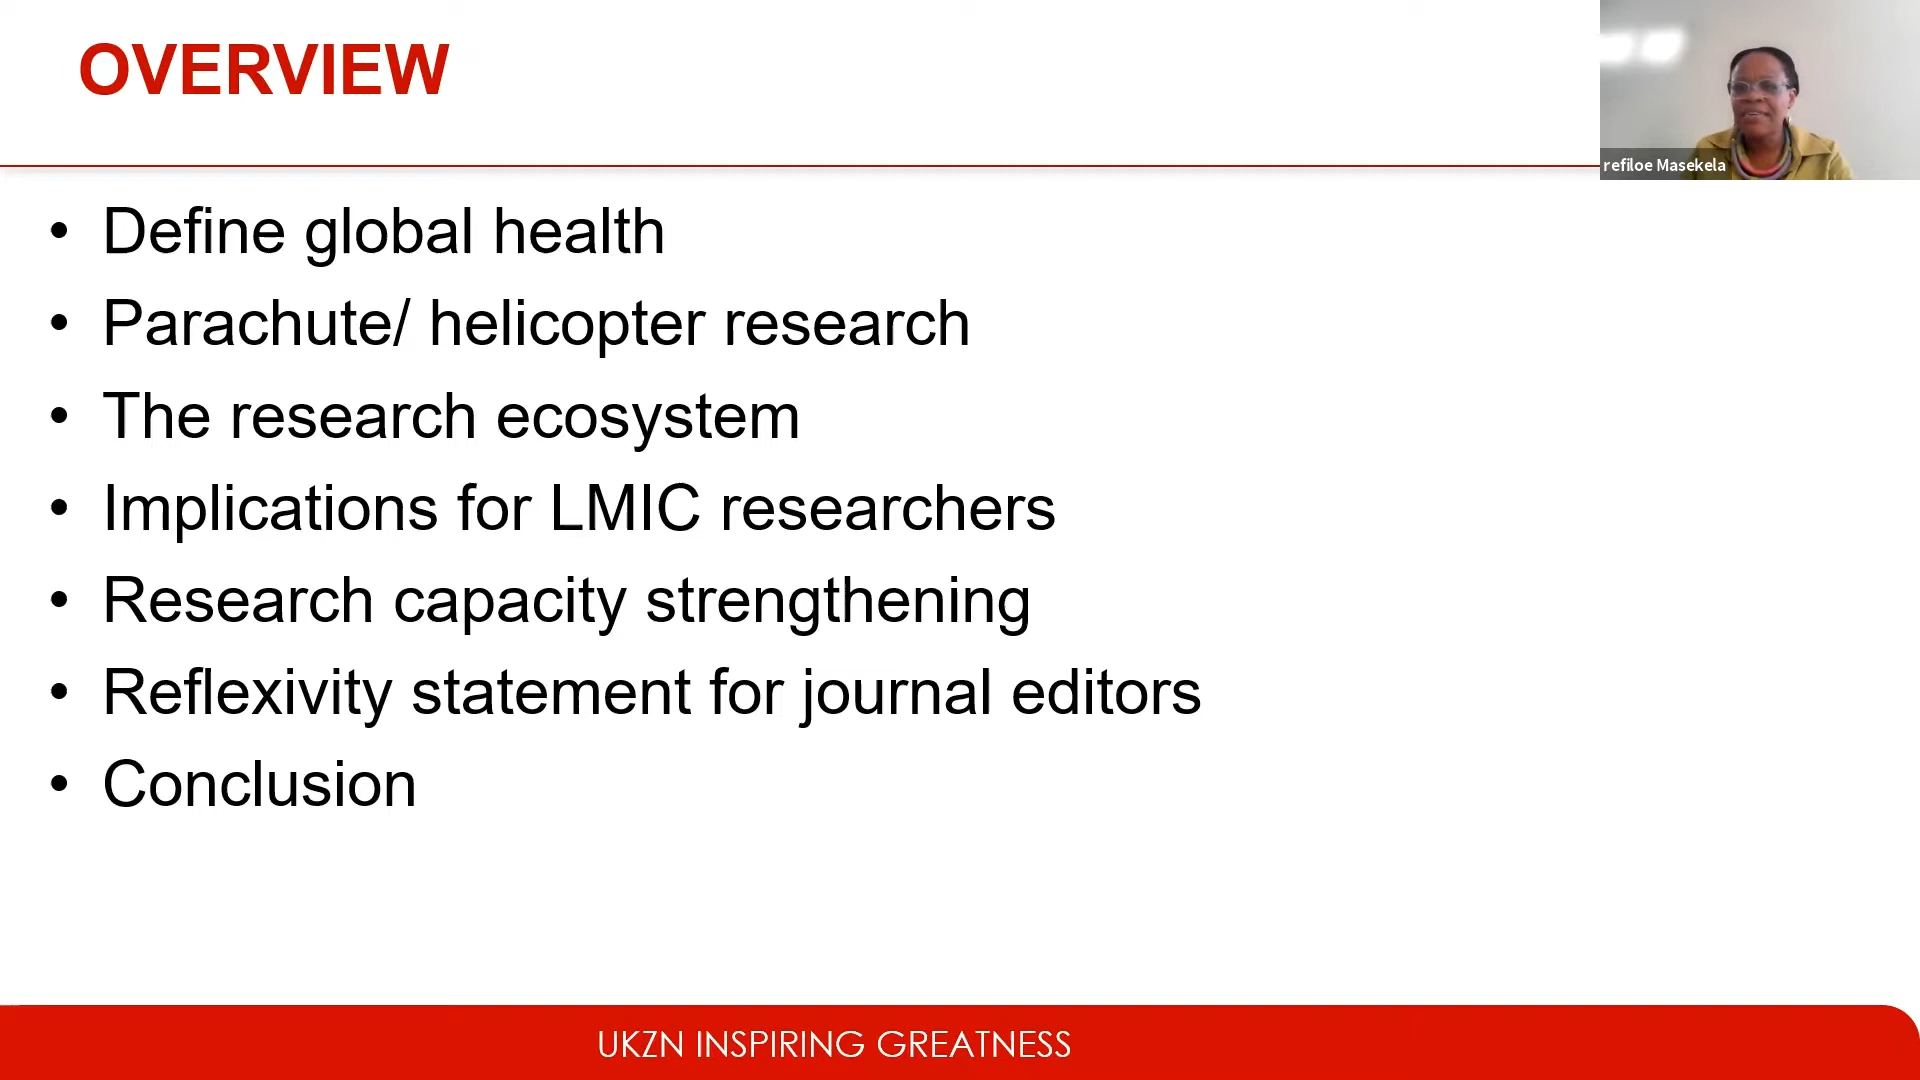 OVERVIEW
refiloe Masekela
• Define global health
• Parachute/ helicopter research
• The research ecosystem
• Implications for LMIC researchers
• Research capacity strengthening
• Reflexivity statement for journal editors
• Conclusion
UKZN INSPIRING GREATNESS